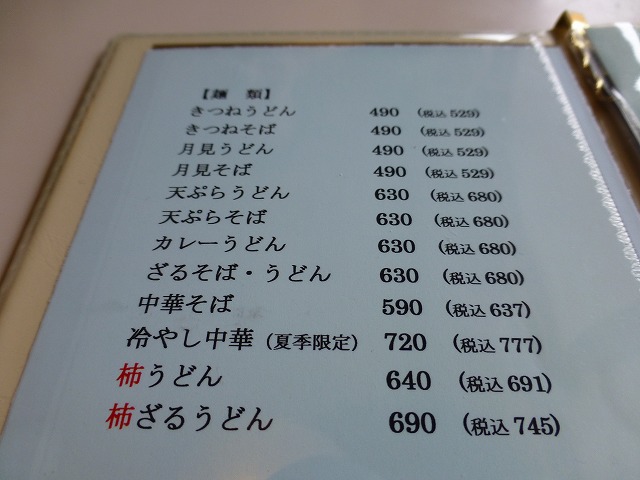 【麺 類】
きつねうどん 490 (税込 529)
きつねそば 490 (税込 529)
月見うどん 490 (税込 529)
月見そば 490 (税込 529)
天ぷらうどん 630 (税込 680)
天ぷらそば 630 (税込 680)
カレーうどん 630 (税込 680)
ざるそば・うどん 630 (税込 680)
中華そば 590 (税込 637)
冷やし中華 (夏季限定) 720 (税込 777)
柿うどん 640 (税込 691)
柿ざるうどん 690 (税込 745)